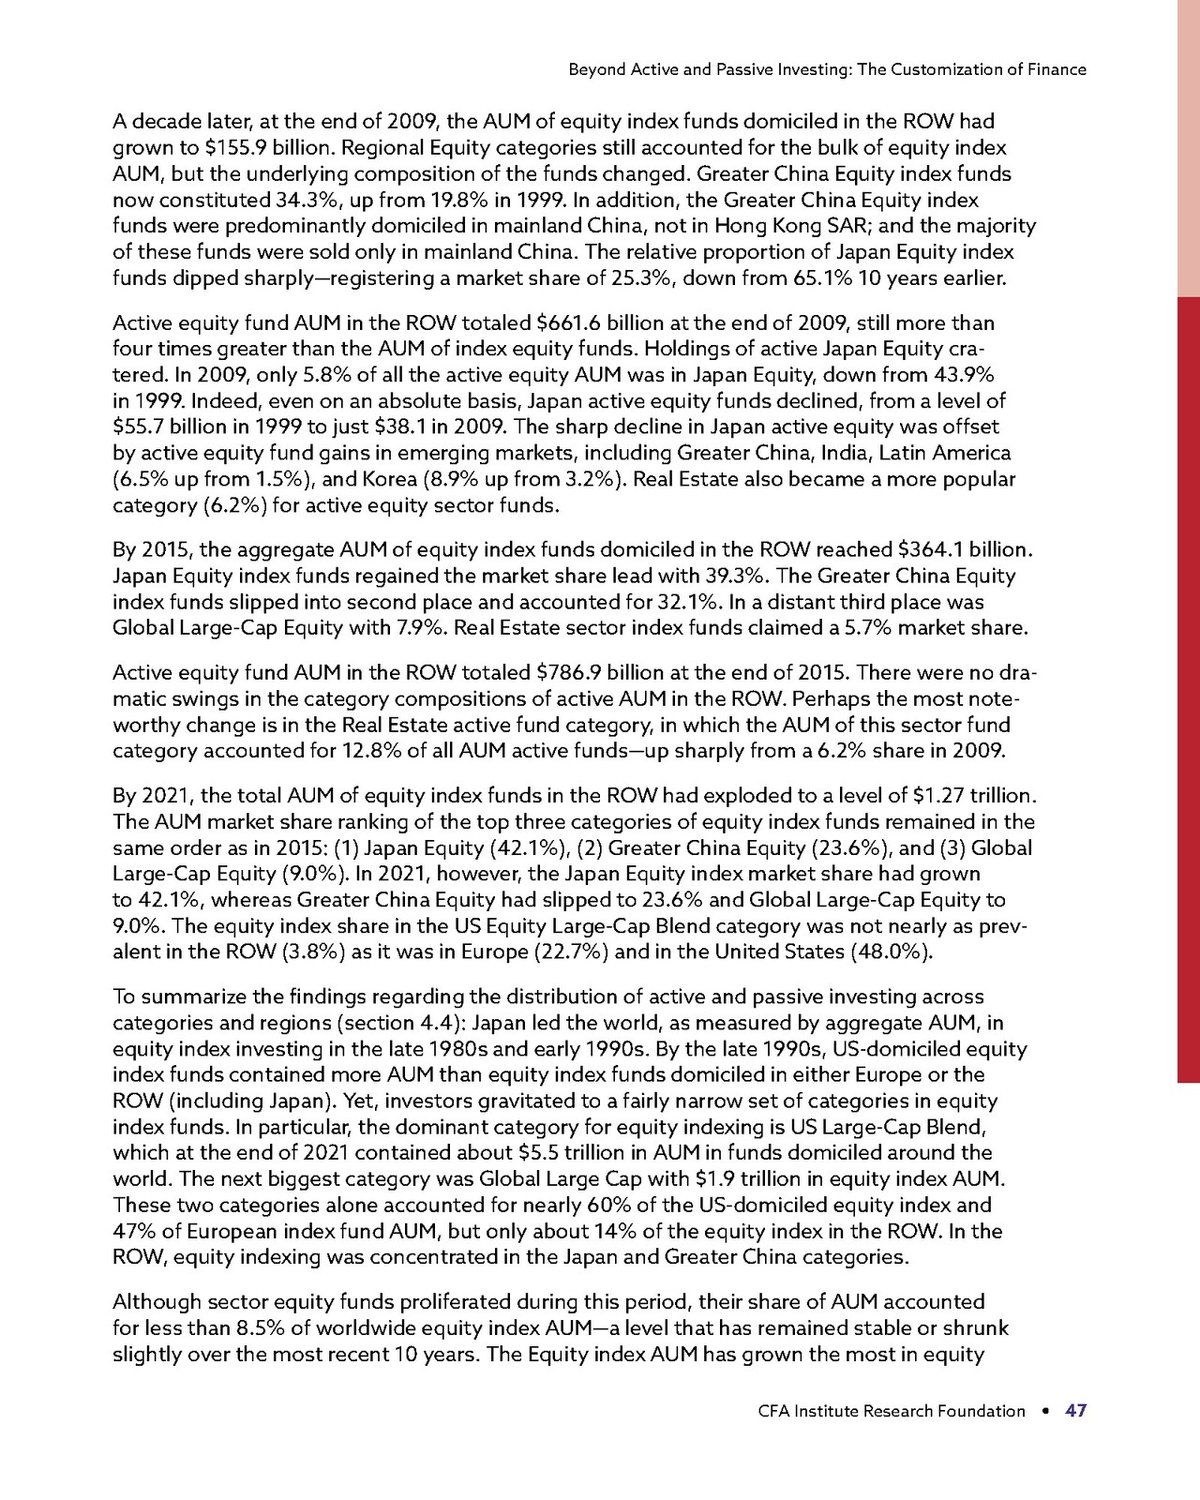 Beyond Active and Passive Investing: The Customization of Finance
A decade later, at the end of 2009, the AUM of equity index funds domiciled in the ROW had
grown to $155.9 billion. Regional Equity categories still accounted for the bulk of equity index
AUM, but the underlying composition of the funds changed. Greater China Equity index funds
now constituted 34.3%, up from 19.8% in 1999. In addition, the Greater China Equity index
funds were predominantly domiciled in mainland China, not in Hong Kong SAR; and the majority
of these funds were sold only in mainland China. The relative proportion of Japan Equity index
funds dipped sharply—registering a market share of 25.3%, down from 65.1% 10 years earlier.
Active equity fund AUM in the ROW totaled $661.6 billion at the end of 2009, still more than
four times greater than the AUM of index equity funds. Holdings of active Japan Equity cra-
tered. In 2009, only 5.8% of all the active equity AUM was in Japan Equity, down from 43.9%
in 1999. Indeed, even on an absolute basis, Japan active equity funds declined, from a level of
$55.7 billion in 1999 to just $38.1 in 2009. The sharp decline in Japan active equity was offset
by active equity fund gains in emerging markets, including Greater China, India, Latin America
(6.5% up from 1.5%), and Korea (8.9% up from 3.2%). Real Estate also became a more popular
category (6.2%) for active equity sector funds.
By 2015, the aggregate AUM of equity index funds domiciled in the ROW reached $364.1 billion.
Japan Equity index funds regained the market share lead with 39.3%. The Greater China Equity
index funds slipped into second place and accounted for 32.1%. In a distant third place was
Global Large-Cap Equity with 7.9%. Real Estate sector index funds claimed a 5.7% market share.
Active equity fund AUM in the ROW totaled $786.9 billion at the end of 2015. There were no dra-
matic swings in the category compositions of active AUM in the ROW. Perhaps the most note-
worthy change is in the Real Estate active fund category, in which the AUM of this sector fund
category accounted for 12.8% of all AUM active funds—up sharply from a 6.2% share in 2009.
By 2021, the total AUM of equity index funds in the ROW had exploded to a level of $1.27 trillion.
The AUM market share ranking of the top three categories of equity index funds remained in the
same order as in 2015: (1) Japan Equity (42.1%), (2) Greater China Equity (23.6%), and (3) Global
Large-Cap Equity (9.0%). In 2021, however, the Japan Equity index market share had grown
to 42.1%, whereas Greater China Equity had slipped to 23.6% and Global Large-Cap Equity to
9.0%. The equity index share in the US Equity Large-Cap Blend category was not nearly as prev-
alent in the ROW (3.8%) as it was in Europe (22.7%) and in the United States (48.0%).
To summarize the findings regarding the distribution of active and passive investing across
categories and regions (section 4.4): Japan led the world, as measured by aggregate AUM, in
equity index investing in the late 1980s and early 1990s. By the late 1990s, US-domiciled equity
index funds contained more AUM than equity index funds domiciled in either Europe or the
ROW (including Japan). Yet, investors gravitated to a fairly narrow set of categories in equity
index funds. In particular, the dominant category for equity indexing is US Large-Cap Blend,
which at the end of 2021 contained about $5.5 trillion in AUM in funds domiciled around the
world. The next biggest category was Global Large Cap with $1.9 trillion in equity index AUM.
These two categories alone accounted for nearly 60% of the US-domiciled equity index and
47% of European index fund AUM, but only about 14% of the equity index in the ROW. In the
ROW, equity indexing was concentrated in the Japan and Greater China categories.
Although sector equity funds proliferated during this period, their share of AUM accounted
for less than 8.5% of worldwide equity index AUM—a level that has remained stable or shrunk
slightly over the most recent 10 years. The Equity index AUM has grown the most in equity
CFA Institute Research Foundation • 47